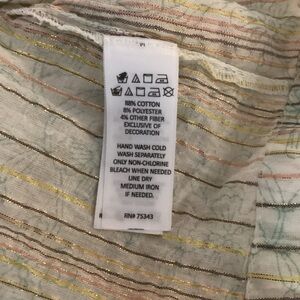 M
88% COTTON
8% POLYESTER
4% OTHER FIBER
EXCLUSIVE OF
DECORATION
HAND WASH COLD
WASH SEPARATELY
ONLY NON-CHLORINE
BLEACH WHEN NEEDED
LINE DRY
MEDIUM IRON
IF NEEDED.
RN# 75343